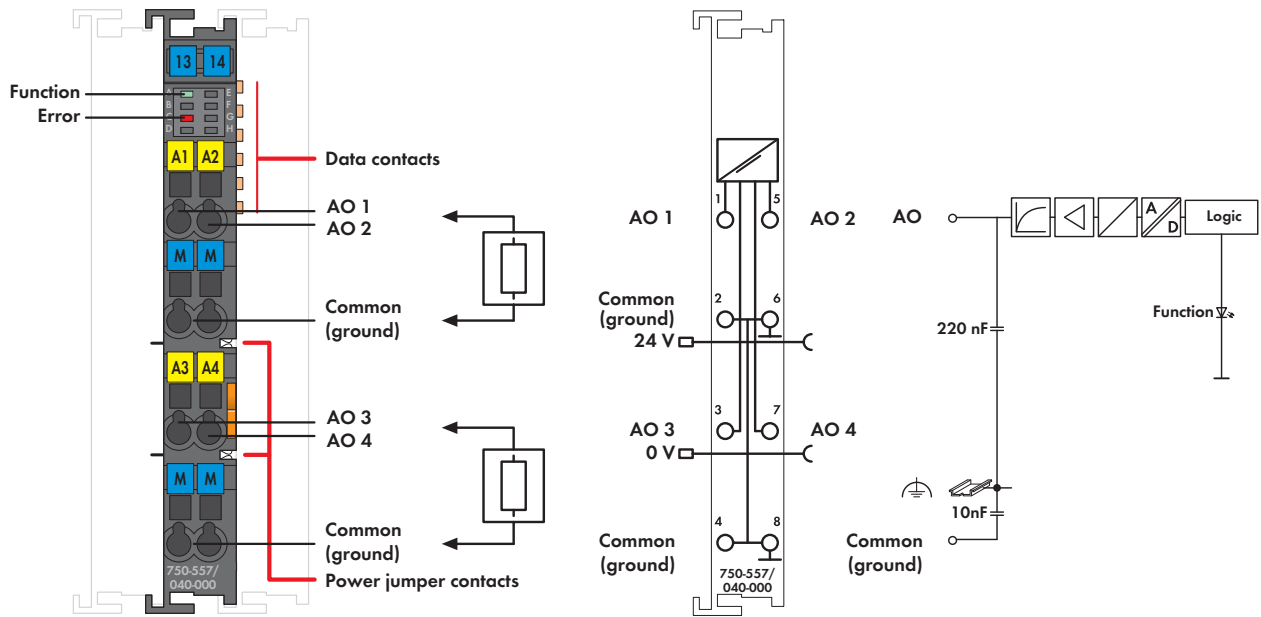 13 14
Function
Error
A E
B F
C G
D H
A1 A2
Data contacts
AO 1
AO 2
M M
Common
(ground)
A3 A4
AO 3
AO 4
M M
Common
(ground)
750-557/
040-000
Power jumper contacts
1 5
AO 1 AO 2
2 6
Common
(ground)
24 V
3 7
AO 3 AO 4
0 V
4 8
Common
(ground)
750-557/
040-000
AO
A
D
Logic
Function
220 nF
10nF
Common
(ground)